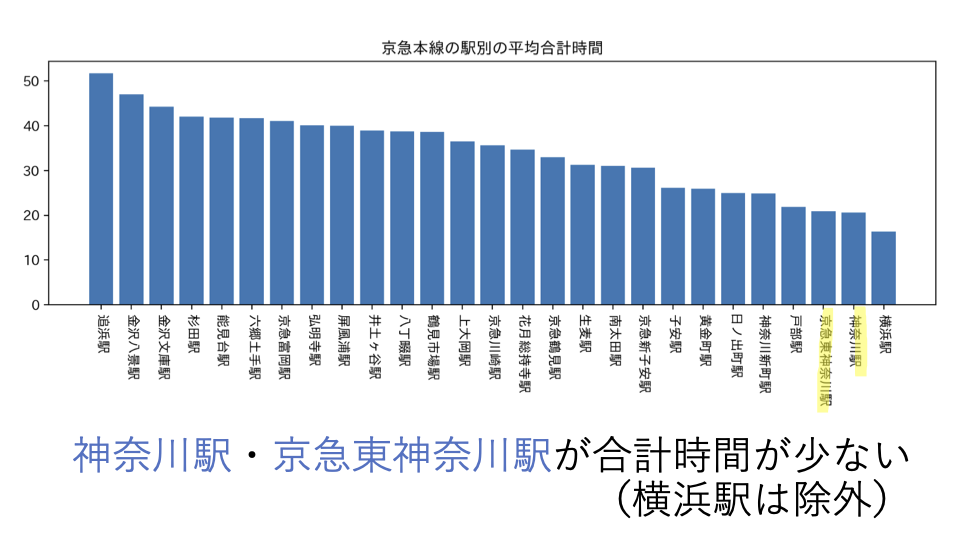 京急本線の駅別の平均合計時間
50
40
30
20
10
0
追浜駅
金沢八景駅
金沢文庫駅
杉田駅
能見台駅
六郷土手駅
京急富岡駅
弘明寺駅
屏風浦駅
井土ヶ谷駅
八丁畷駅
鶴見市場駅
上大岡駅
京急川崎駅
花月総持寺駅
京急鶴見駅
生麦駅
南太田駅
京急新子安駅
子安駅
黄金町駅
日ノ出町駅
神奈川新町駅
戸部駅
京急東神奈川駅
神奈川駅
横浜駅
神奈川駅・京急東神奈川駅が合計時間が少ない
（横浜駅は除外）